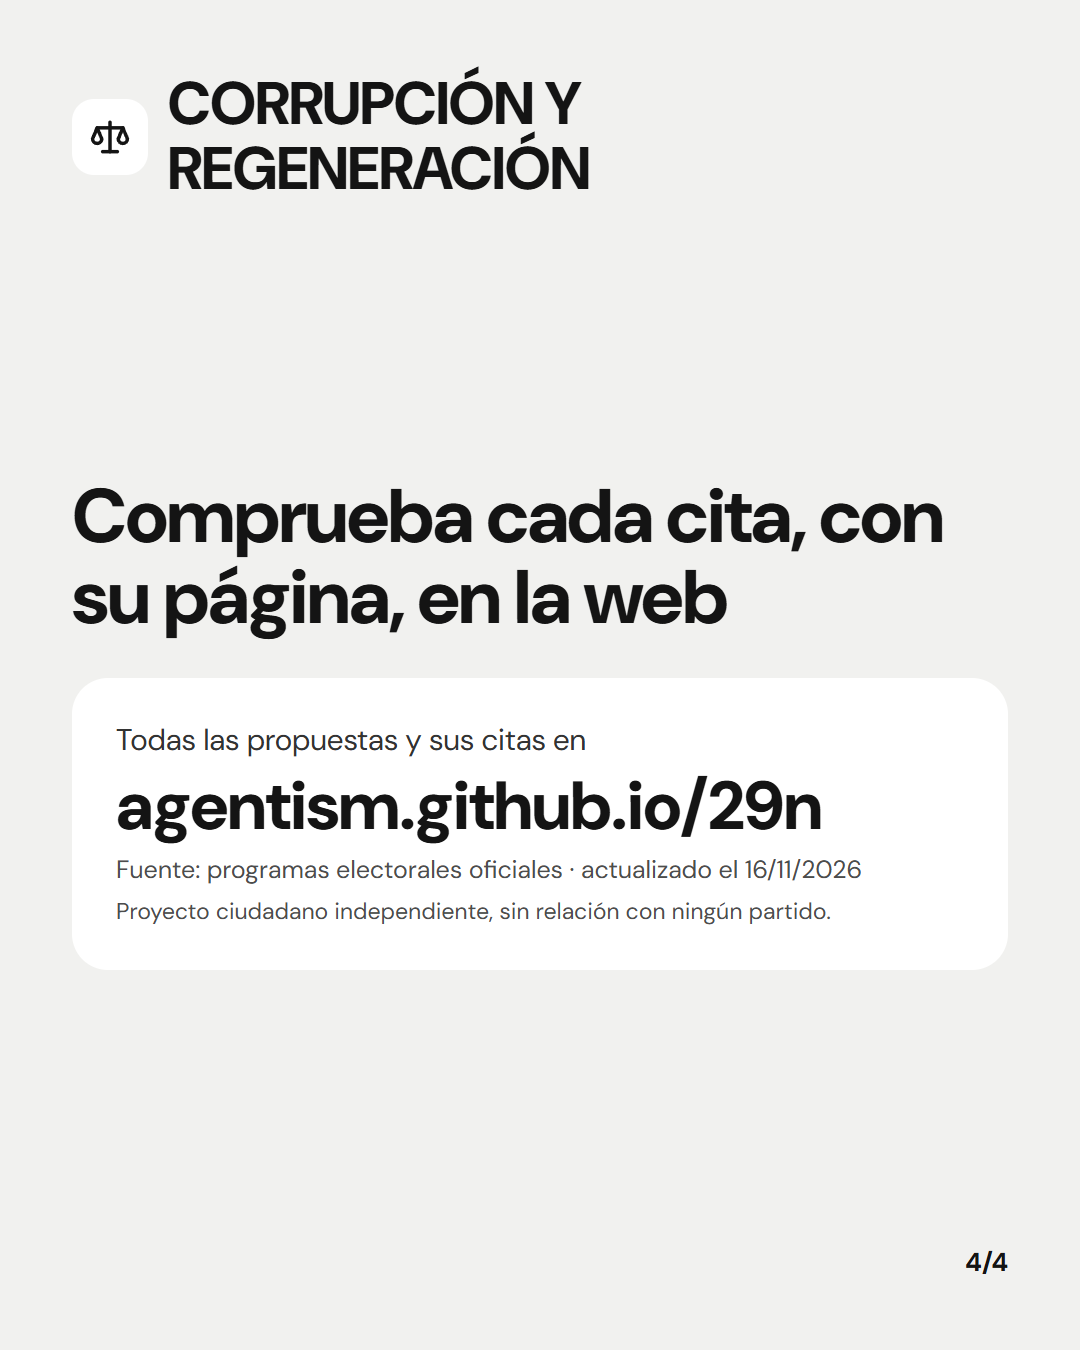 CORRUPCIÓN Y
REGENERACIÓN
Comprueba cada cita, con
su página, en la web
Todas las propuestas y sus citas en
agentism.github.io/29n
Fuente: programas electorales oficiales · actualizado el 16/11/2026
Proyecto ciudadano independiente, sin relación con ningún partido.
4/4